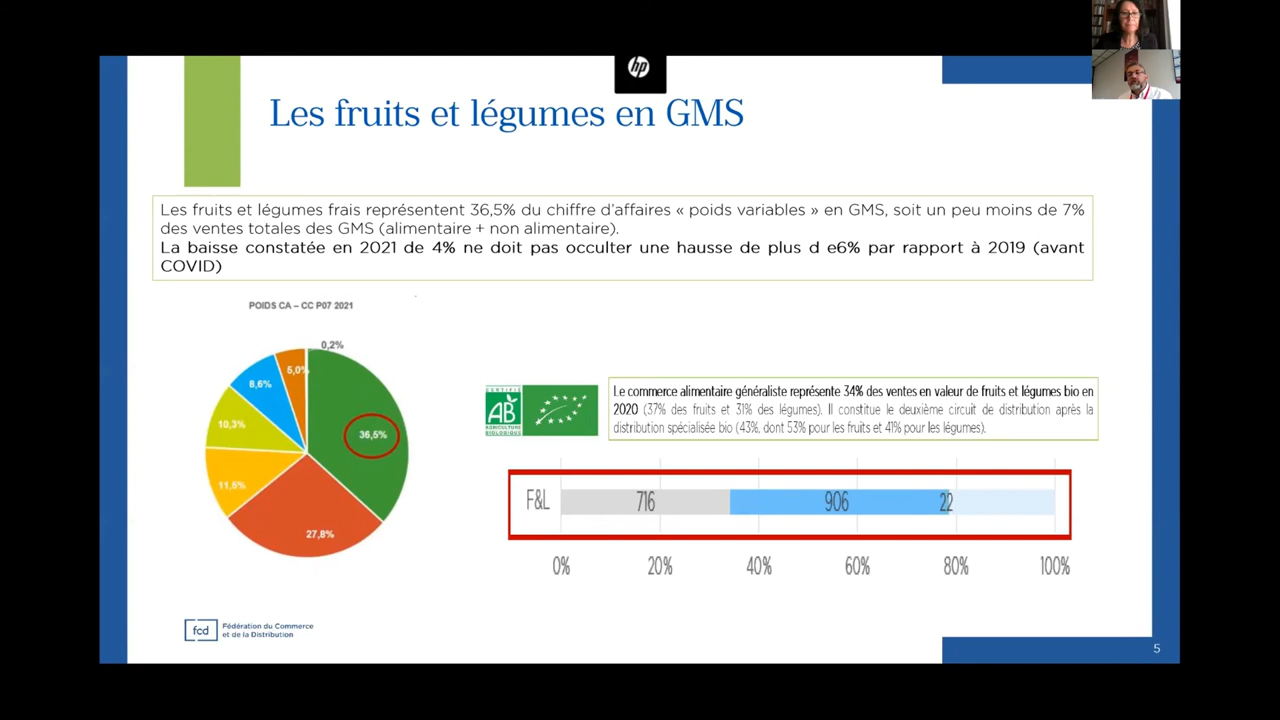 hp
Les fruits et légumes en GMS
Les fruits et légumes frais représentent 36,5% du chiffre d'affaires « poids variables » en GMS, soit un peu moins de 7%
des ventes totales des GMS (alimentaire + non alimentaire).
La baisse constatée en 2021 de 4% ne doit pas occulter une hausse de plus d e6% par rapport à 2019 (avant
COVID)
POIDS CA – CC P07 2021
0,2%
5,0%
8,6%
10,3%
36,5%
11,6%
27,8%
CERTIFIÉ
AB
AGRICULTURE
BIOLOGIQUE
Le commerce alimentaire généraliste représente 34% des ventes en valeur de fruits et légumes bio en
2020 (37% des fruits et 31% des légumes). Il constitue le deuxième circuit de distribution après la
distribution spécialisée bio (43%, dont 53% pour les fruits et 41% pour les légumes).
F&L 716 906 22
0% 20% 40% 60% 80% 100%
fcd
Fédération du Commerce
et de la Distribution
5